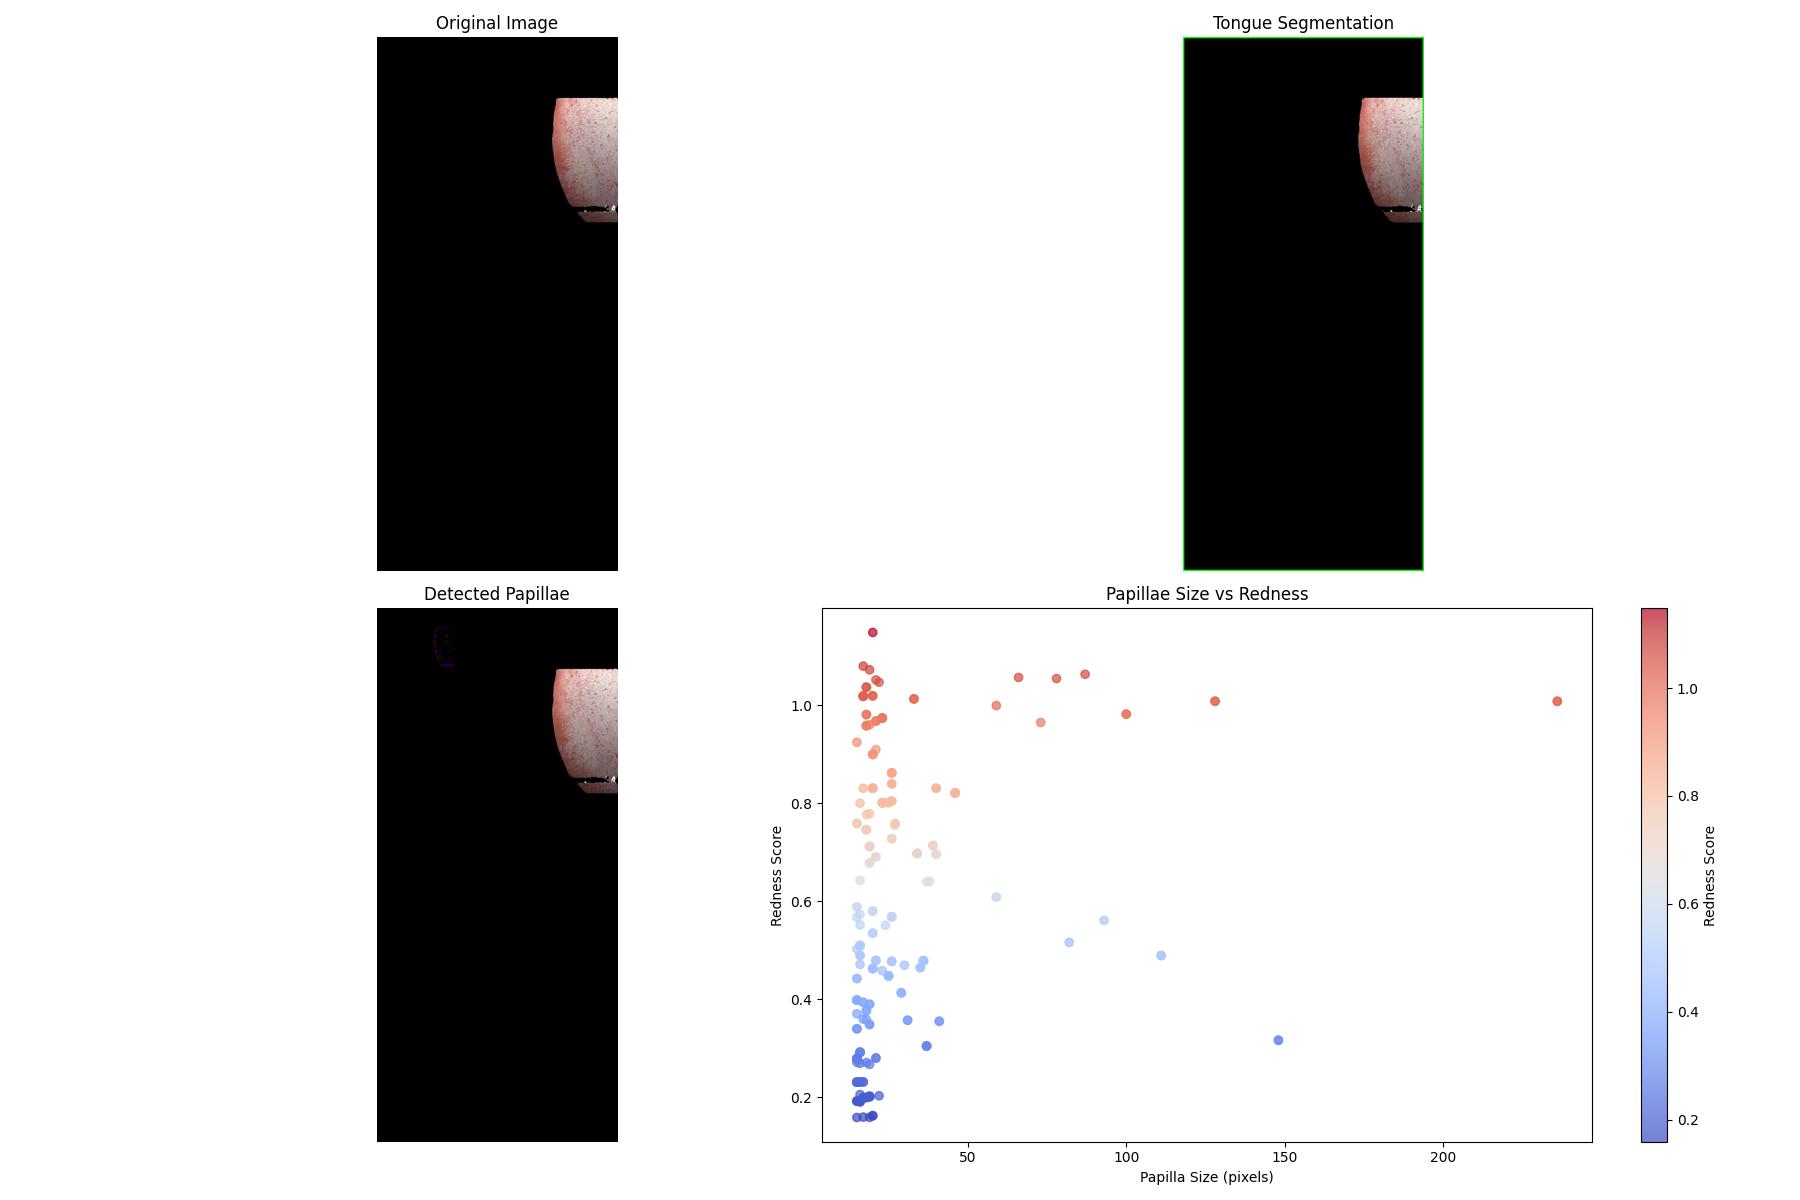 Original Image
Tongue Segmentation
Detected Papillae
Papillae Size vs Redness
1.0
0.8
0.6
0.4
0.2
Redness Score
50
100
150
200
Papilla Size (pixels)
1.0
0.8
0.6
0.4
0.2
Redness Score